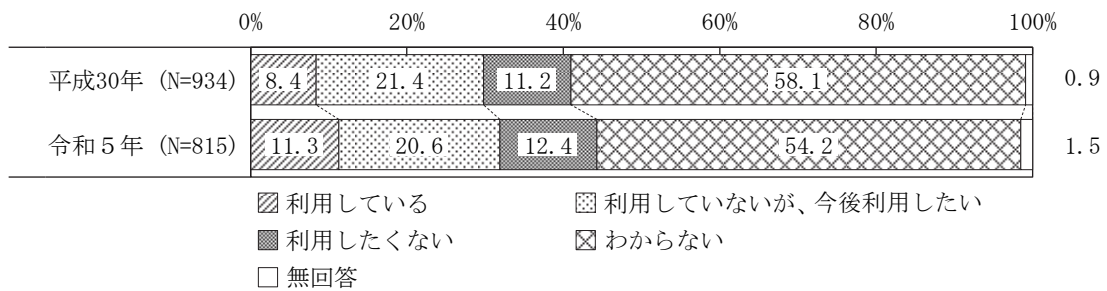 0% 20% 40% 60% 80% 100%
平成30年 (N=934) 8.4 21.4 11.2 58.1 0.9
令和５年 (N=815) 11.3 20.6 12.4 54.2 1.5
利用している 利用していないが、今後利用したい
利用したくない わからない
無回答